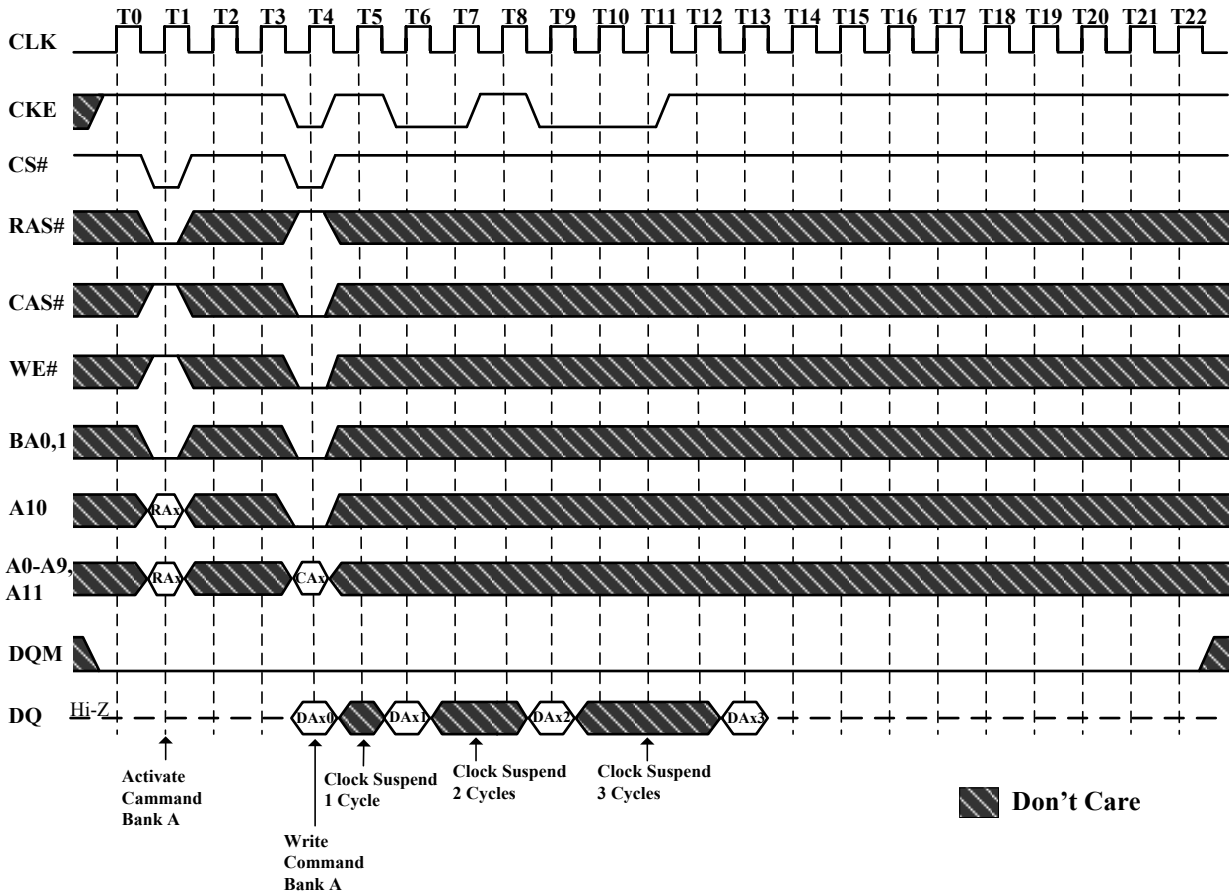 T0 T1 T2 T3 T4 T5 T6 T7 T8 T9 T10 T11 T12 T13 T14 T15 T16 T17 T18 T19 T20 T21 T22
CLK
CKE
CS#
RAS#
CAS#
WE#
BA0,1
A10
RAx
A0-A9,
A11
RAx CAx
DQM
DQ
Hi-Z
DAx0 DAx1 DAx2 DAx3
Activate
Cammand
Bank A
Write
Command
Bank A
Clock Suspend
1 Cycle
Clock Suspend
2 Cycles
Clock Suspend
3 Cycles
Don't Care